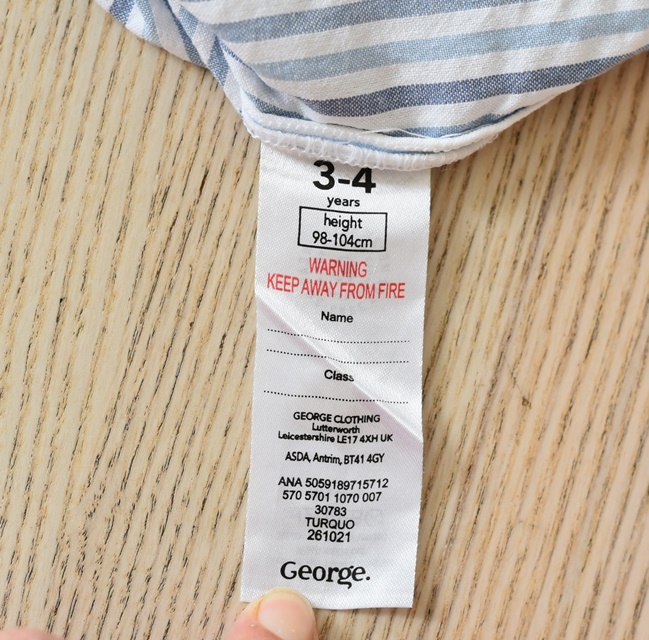 3-4
years
height
98-104cm
WARNING
KEEP AWAY FROM FIRE
Name
Class
GEORGE CLOTHING
Lutterworth
Leicestershire LE17 4XH UK
ASDA, Antrim, BT41 4GY
ANA 5059189715712
570 5701 1070 007
30783
TURQUO
261021
George.